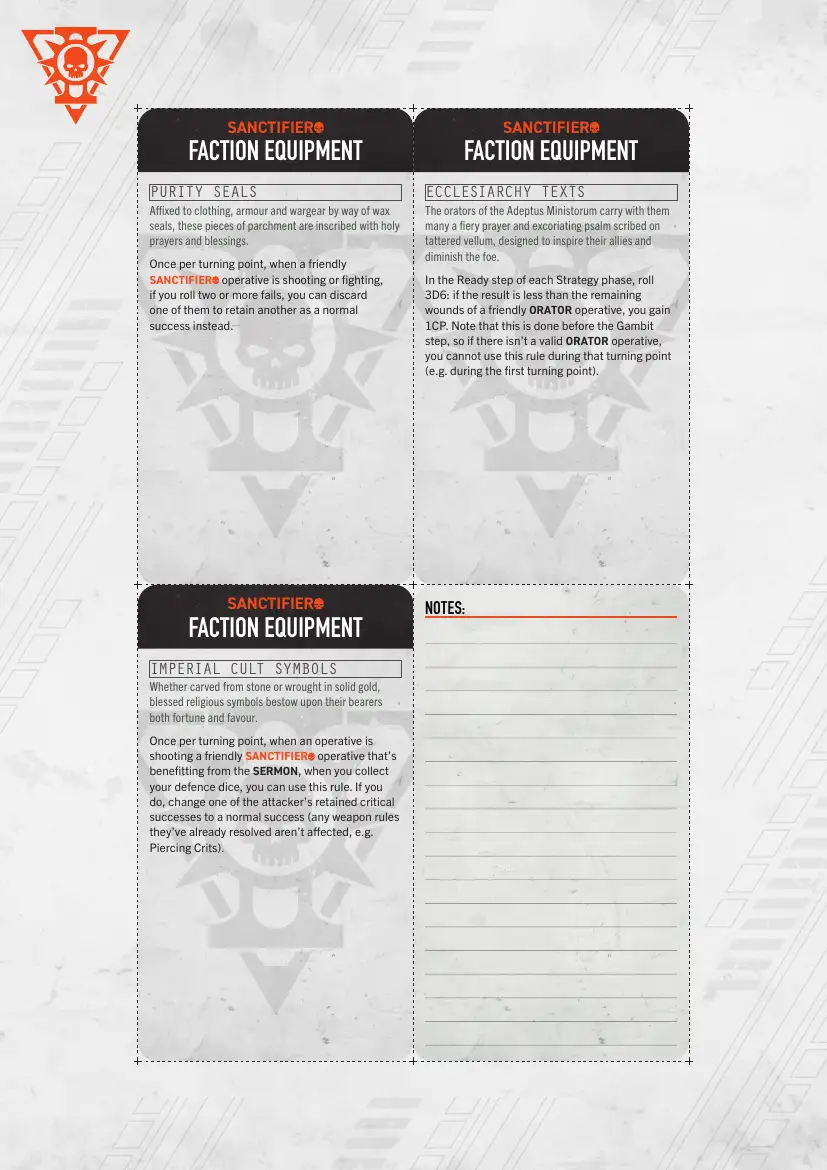 SANCTIFIER
FACTION EQUIPMENT
PURITY SEALS
Affixed to clothing, armour and wargear by way of wax
seals, these pieces of parchment are inscribed with holy
prayers and blessings.
Once per turning point, when a friendly
SANCTIFIER operative is shooting or fighting,
if you roll two or more fails, you can discard
one of them to retain another as a normal
success instead.
SANCTIFIER
FACTION EQUIPMENT
ECCLESIARCHY TEXTS
The orators of the Adeptus Ministorum carry with them
many a fiery prayer and excoriating psalm scribed on
tattered vellum, designed to inspire their allies and
diminish the foe.
In the Ready step of each Strategy phase, roll
3D6: if the result is less than the remaining
wounds of a friendly ORATOR operative, you gain
1CP. Note that this is done before the Gambit
step, so if there isn't a valid ORATOR operative,
you cannot use this rule during that turning point
(e.g. during the first turning point).
SANCTIFIER
FACTION EQUIPMENT
IMPERIAL CULT SYMBOLS
Whether carved from stone or wrought in solid gold,
blessed religious symbols bestow upon their bearers
both fortune and favour.
Once per turning point, when an operative is
shooting a friendly SANCTIFIER operative that's
benefitting from the SERMON, when you collect
your defence dice, you can use this rule. If you
do, change one of the attacker's retained critical
successes to a normal success (any weapon rules
they've already resolved aren't affected, e.g.
Piercing Crits).
NOTES: